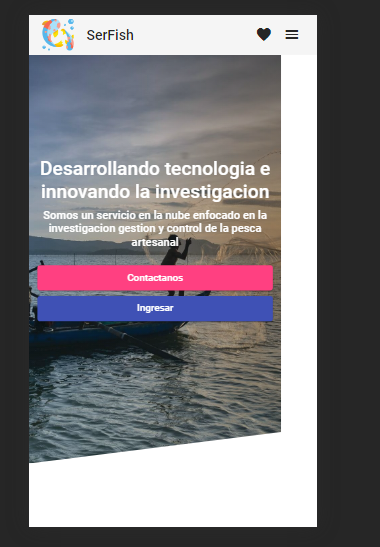 SerFish
Desarrollando tecnologia e
innovando la investigacion
Somos un servicio en la nube enfocado en la
investigacion gestion y control de la pesca
artesanal
Contactanos
Ingresar